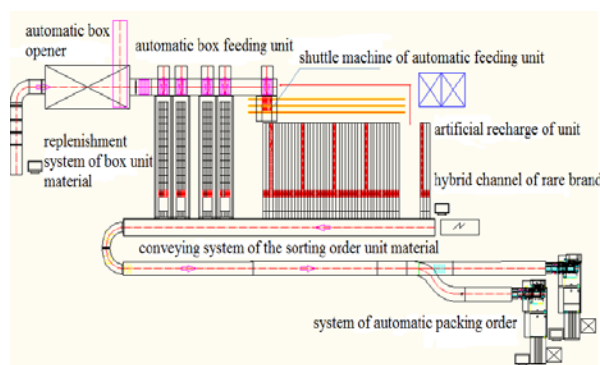 automatic box
opener
automatic box feeding unit
shuttle machine of automatic feeding unit
replenishment
system of box unit
material
artificial recharge of unit
hybrid channel of rare brand
conveying system of the sorting order unit material
system of automatic packing order